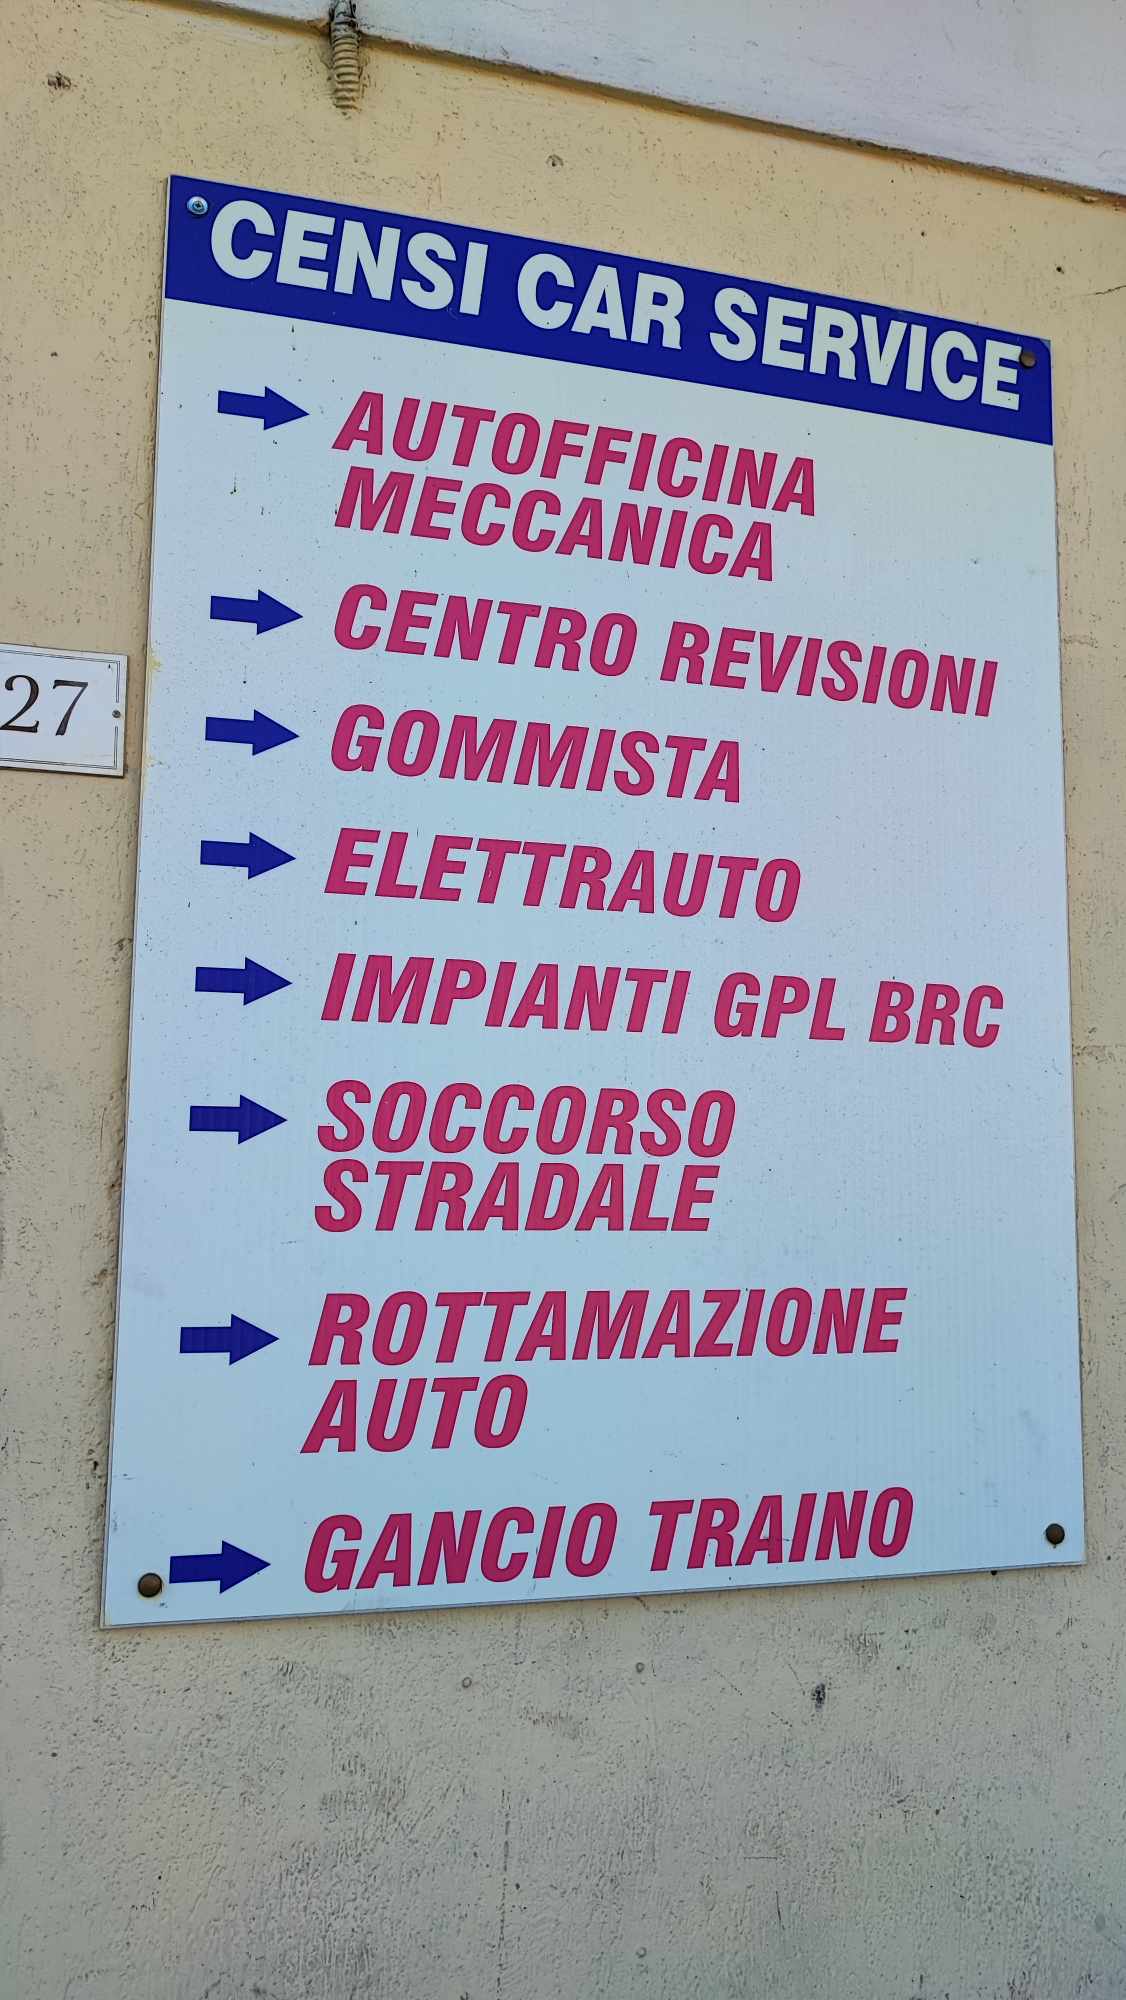 CENSI CAR SERVICE
AUTOFFICINA
MECCANICA
CENTRO REVISIONI
27
GOMMISTA
ELETTRAUTO
IMPIANTI GPL BRC
SOCCORSO
STRADALE
ROTTAMAZIONE
AUTO
GANCIO TRAINO